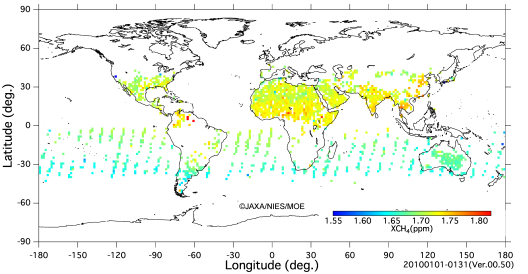 90
60
30
0
-30
-60
-90
Latitude (deg.)
©JAXA/NIES/MOE
1.55 1.60 1.65 1.70 1.75 1.80
XCH₄(ppm)
-180 -150 -120 -90 -60 -30 0 30 60 90 120 150 180
Longitude (deg.)
20100101-0131(Ver.00.50)